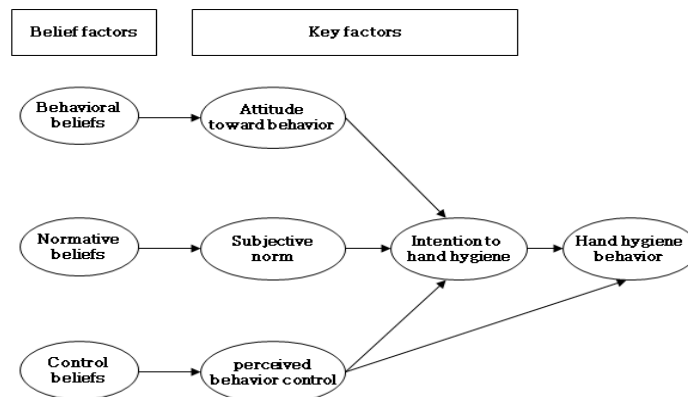 Belief factors
Key factors
Behavioral
beliefs
Attitude
toward behavior
Normative
beliefs
Subjective
norm
Intention to
hand hygiene
Hand hygiene
behavior
Control
beliefs
perceived
behavior control